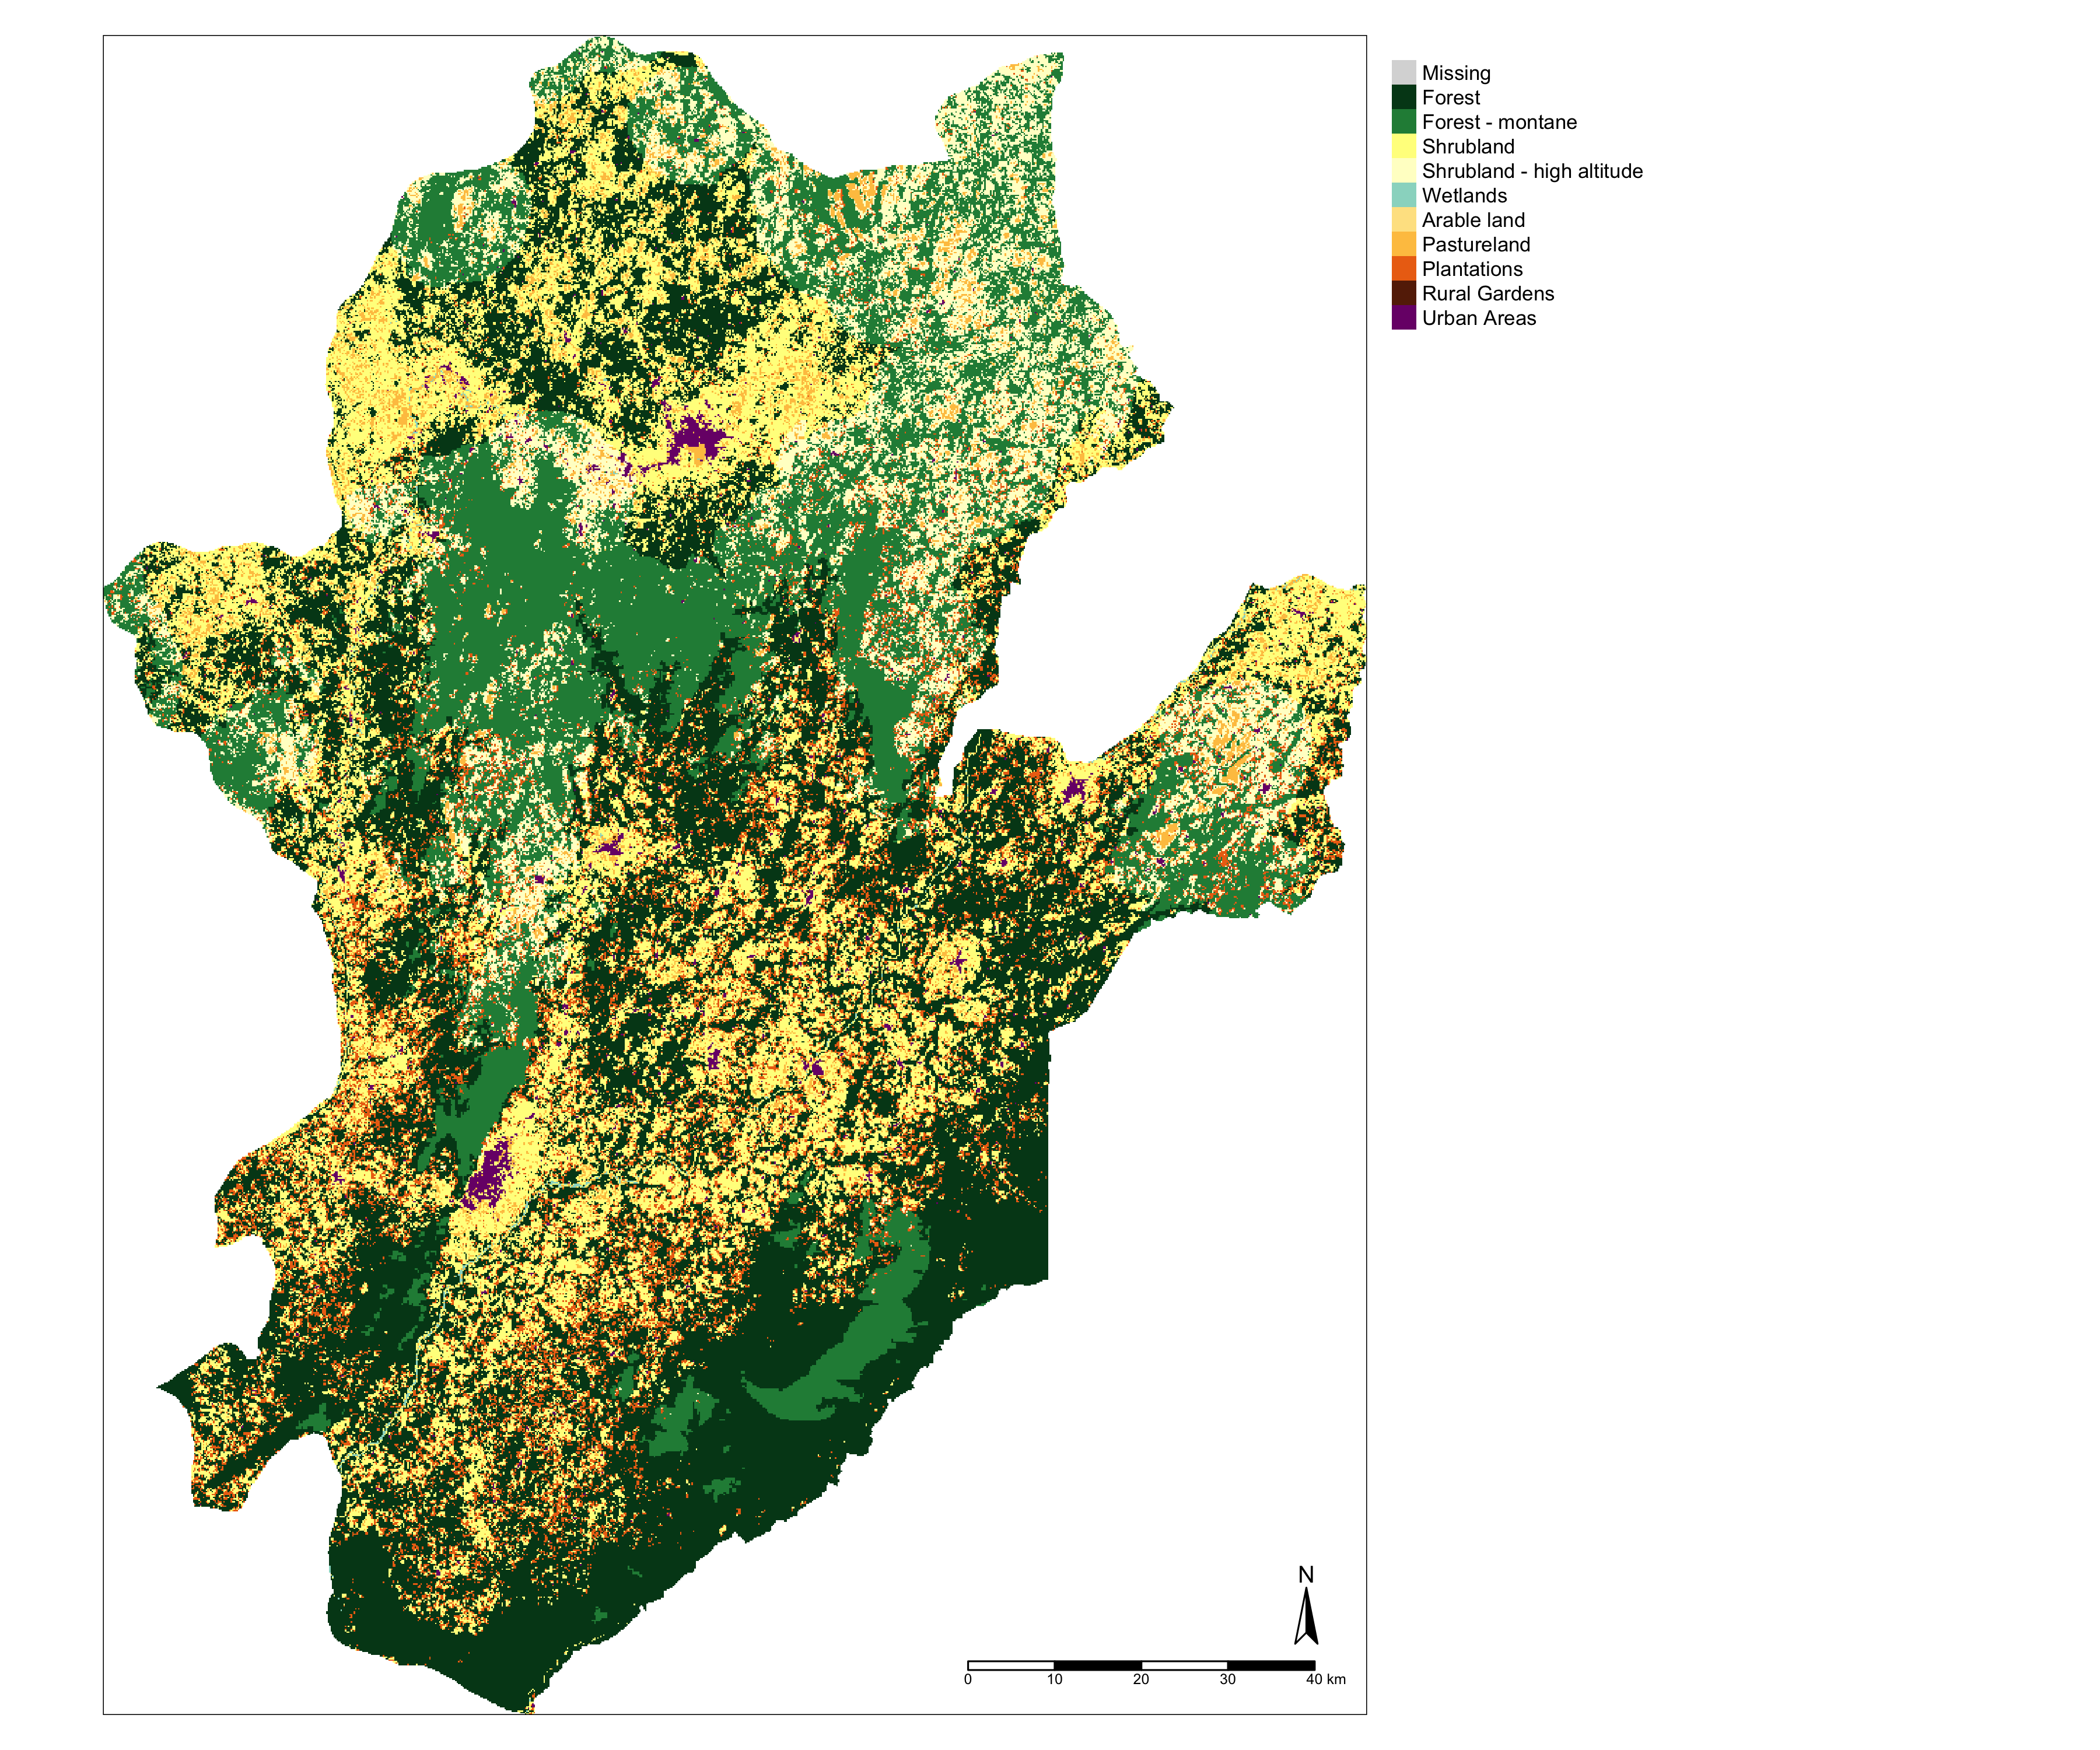 Missing
Forest
Forest - montane
Shrubland
Shrubland - high altitude
Wetlands
Arable land
Pastureland
Plantations
Rural Gardens
Urban Areas
N
0 10 20 30 40 km